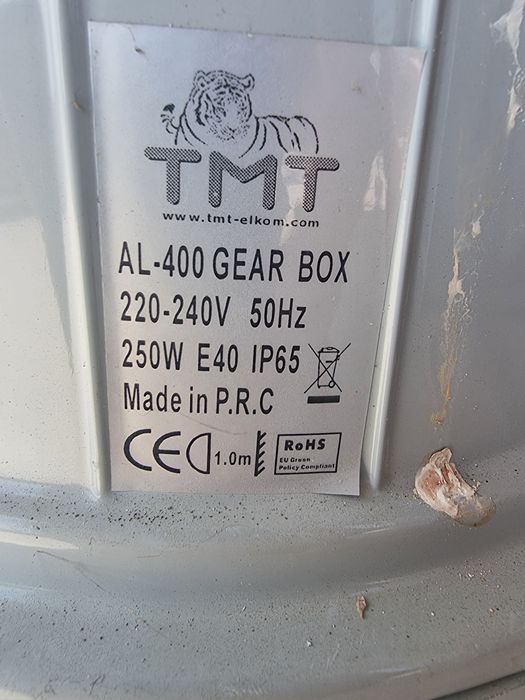 TMT
www.tmt-elkom.com
AL-400 GEAR BOX
220-240V 50Hz
250W E40 IP65
Made in P.R.C
CE 1.0m RoHS
EU Green
Policy Compliant